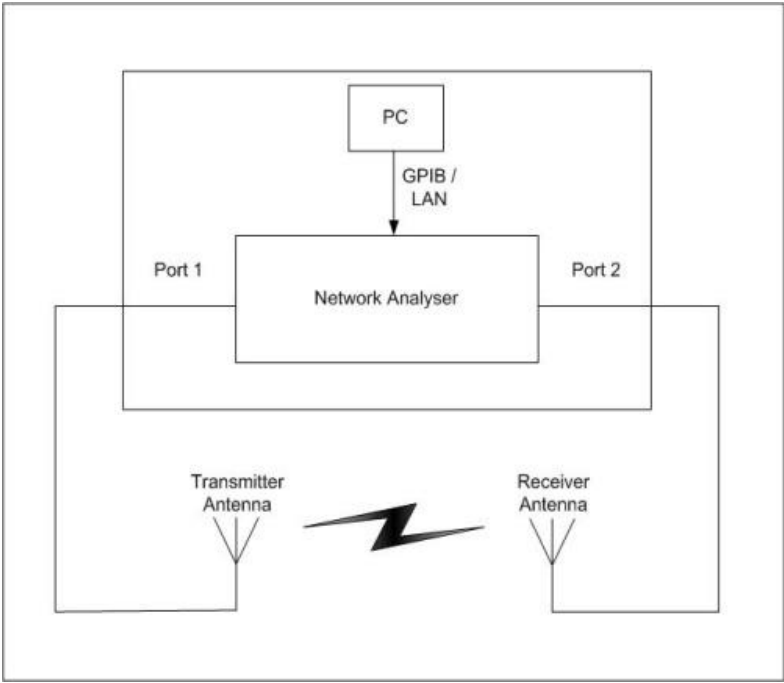 PC
GPIB /
LAN
Port 1
Port 2
Network Analyser
Transmitter
Antenna
Receiver
Antenna